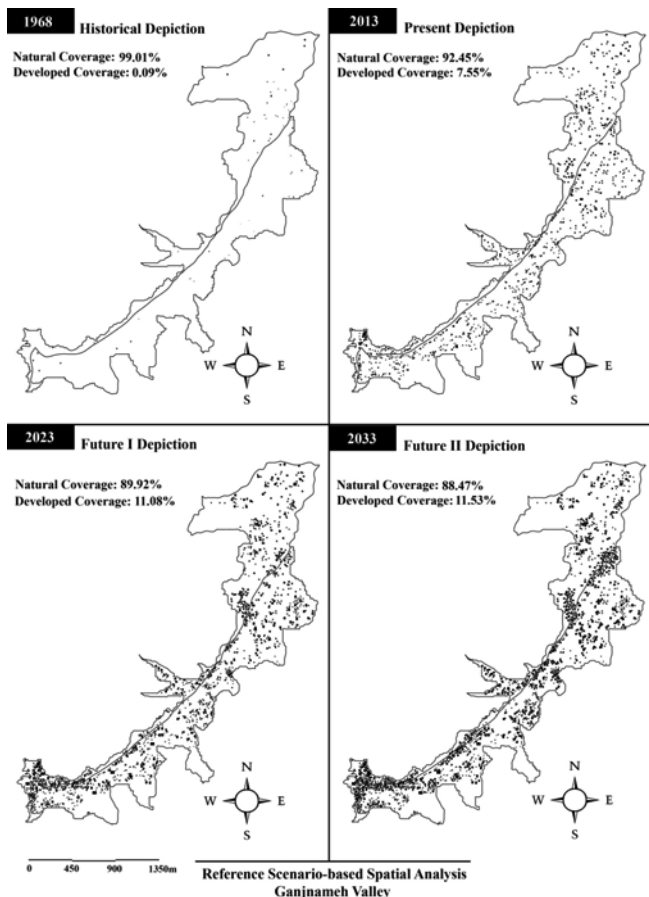 1968
Historical Depiction
Natural Coverage: 99.01%
Developed Coverage: 0.09%
N
W E
S
2013
Present Depiction
Natural Coverage: 92.45%
Developed Coverage: 7.55%
N
W E
S
2023
Future I Depiction
Natural Coverage: 89.92%
Developed Coverage: 11.08%
N
W E
S
2033
Future II Depiction
Natural Coverage: 88.47%
Developed Coverage: 11.53%
N
W E
S
0 450 900 1350m
Reference Scenario-based Spatial Analysis
Ganjnameh Valley